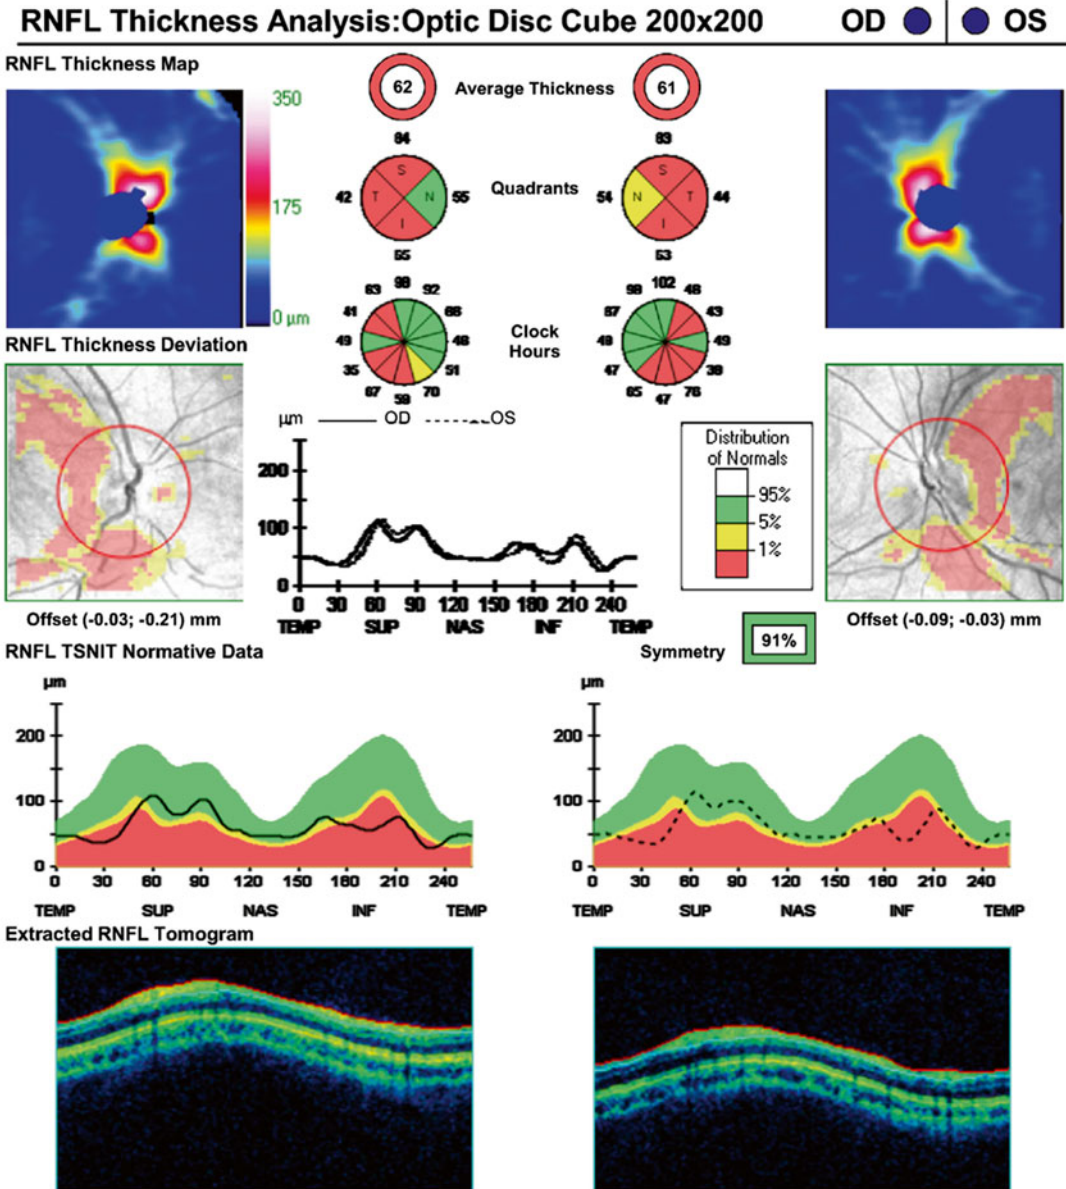 RNFL Thickness Analysis:Optic Disc Cube 200x200 OD OS
RNFL Thickness Map
350
175
0 µm
62 Average Thickness 61
Quadrants
84
S
42 T N 55
I
55
83
S
54 N T 44
I
53
Clock
Hours
98
63 92
41 66
49 48
35 51
67 70
59
102
98 46
87 43
48 49
47 39
65 76
47
RNFL Thickness Deviation
µm OD OS
200
100
0
0 30 60 90 120 150 180 210 240
TEMP SUP NAS INF TEMP
Distribution
of Normals
95%
5%
1%
Offset (-0.03; -0.21) mm
Offset (-0.09; -0.03) mm
RNFL TSNIT Normative Data
Symmetry 91%
µm
200
100
0
0 30 60 90 120 150 180 210 240
TEMP SUP NAS INF TEMP
µm
200
100
0
0 30 60 90 120 150 180 210 240
TEMP SUP NAS INF TEMP
Extracted RNFL Tomogram